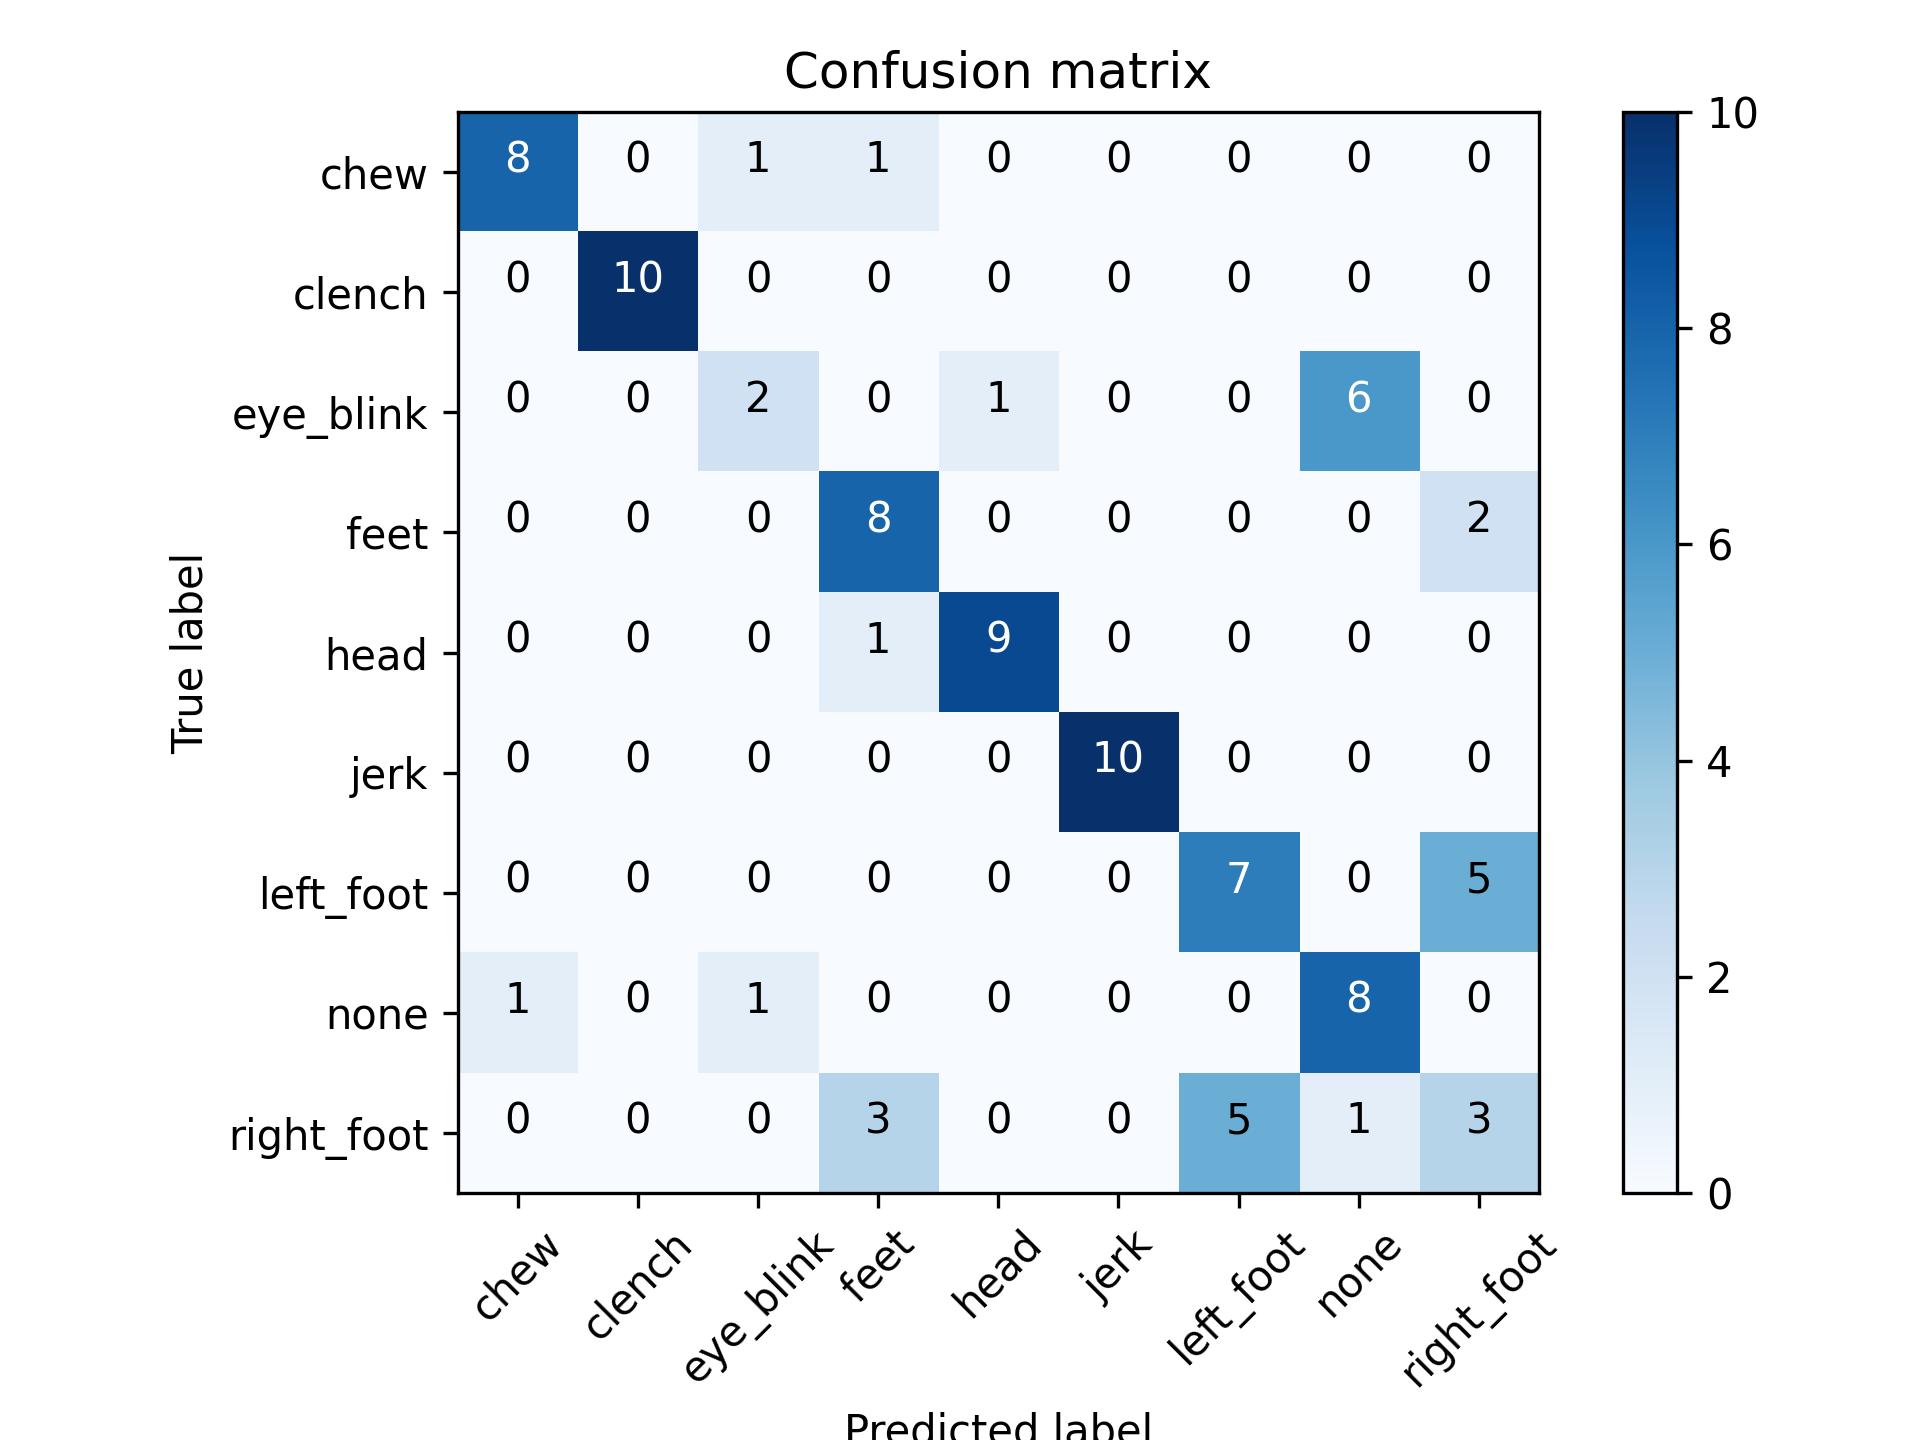 Confusion matrix
chew 8 0 1 1 0 0 0 0 0
clench 0 10 0 0 0 0 0 0 0
eye_blink 0 0 2 0 1 0 0 6 0
feet 0 0 0 8 0 0 0 0 2
head 0 0 0 1 9 0 0 0 0
jerk 0 0 0 0 0 10 0 0 0
left_foot 0 0 0 0 0 0 7 0 5
none 1 0 1 0 0 0 0 8 0
right_foot 0 0 0 3 0 0 5 1 3
True label
chew clench eye_blink feet head jerk left_foot none right_foot
Predicted label
10
8
6
4
2
0